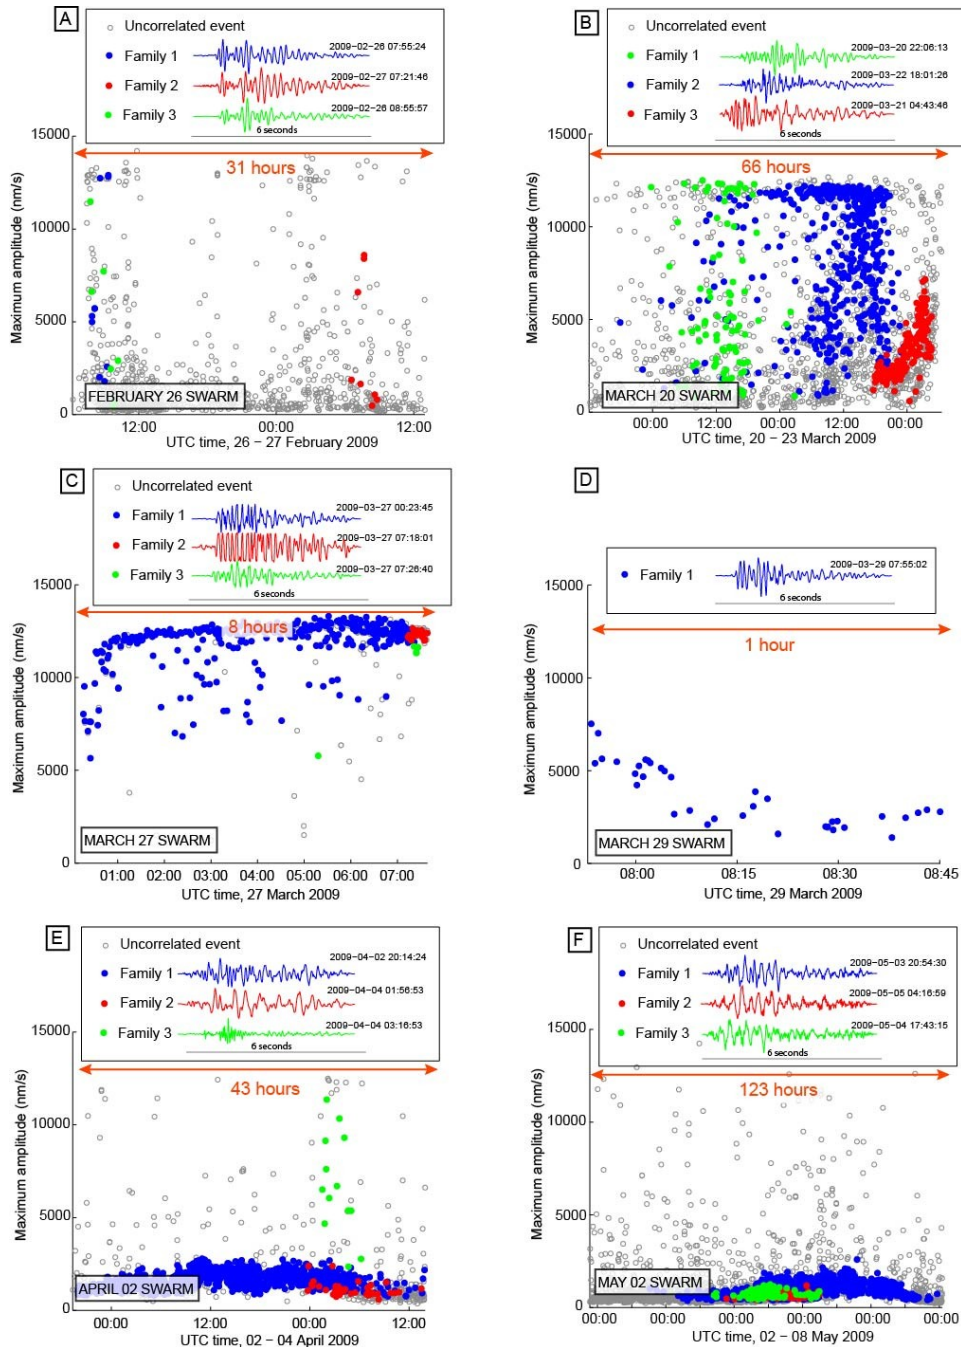 A
Uncorrelated event
Family 1
2009-02-26 07:55:24
Family 2
2009-02-27 07:21:46
Family 3
2009-02-26 08:55:57
6 seconds
31 hours
15000
10000
5000
0
Maximum amplitude (nm/s)
FEBRUARY 26 SWARM
12:00 00:00 12:00
UTC time, 26 − 27 February 2009
B
Uncorrelated event
Family 1
2009-03-20 22:06:13
Family 2
2009-03-22 18:01:26
Family 3
2009-03-21 04:43:46
6 seconds
66 hours
15000
10000
5000
0
Maximum amplitude (nm/s)
MARCH 20 SWARM
00:00 12:00 00:00 12:00 00:00
UTC time, 20 − 23 March 2009
C
Uncorrelated event
Family 1
2009-03-27 00:23:45
Family 2
2009-03-27 07:18:01
Family 3
2009-03-27 07:26:40
6 seconds
8 hours
15000
10000
5000
0
Maximum amplitude (nm/s)
MARCH 27 SWARM
01:00 02:00 03:00 04:00 05:00 06:00 07:00
UTC time, 27 March 2009
D
Family 1
2009-03-29 07:55:02
6 seconds
1 hour
15000
10000
5000
0
Maximum amplitude (nm/s)
MARCH 29 SWARM
08:00 08:15 08:30 08:45
UTC time, 29 March 2009
E
Uncorrelated event
Family 1
2009-04-02 20:14:24
Family 2
2009-04-04 01:56:53
Family 3
2009-04-04 03:16:53
6 seconds
43 hours
15000
10000
5000
0
Maximum amplitude (nm/s)
APRIL 02 SWARM
00:00 12:00 00:00 12:00
UTC time, 02 − 04 April 2009
F
Uncorrelated event
Family 1
2009-05-03 20:54:30
Family 2
2009-05-05 04:16:59
Family 3
2009-05-04 17:43:15
6 seconds
123 hours
15000
10000
5000
0
Maximum amplitude (nm/s)
MAY 02 SWARM
00:00 00:00 00:00 00:00 00:00 00:00
UTC time, 02 − 08 May 2009